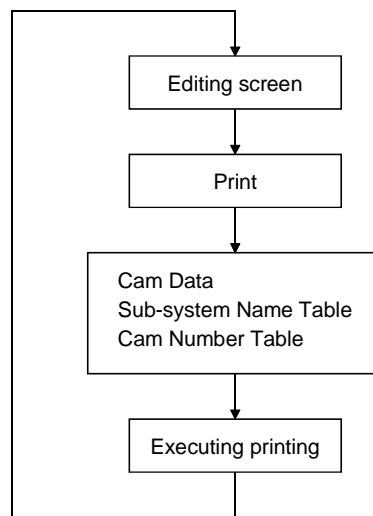 Editing screen
Print
Cam Data
Sub-system Name Table
Cam Number Table
Executing printing